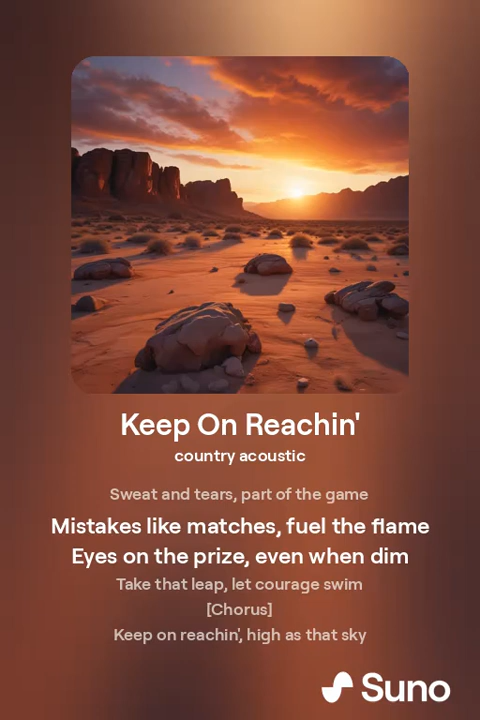 Keep On Reachin'
country acoustic
Sweat and tears, part of the game
Mistakes like matches, fuel the flame
Eyes on the prize, even when dim
Take that leap, let courage swim
[Chorus]
Keep on reachin', high as that sky
Suno